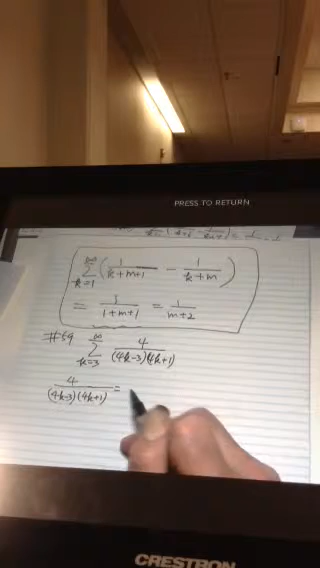 PRESS TO RETURN
∞ Σ k=1 ( 1/(k+m+1) - 1/(k+m) )
= 1/(1+m+1) = 1/(m+2)
#59 ∞ Σ k=3 4/((4k-3)(4k+1))
4/((4k-3)(4k+1)) =
CRESTRON